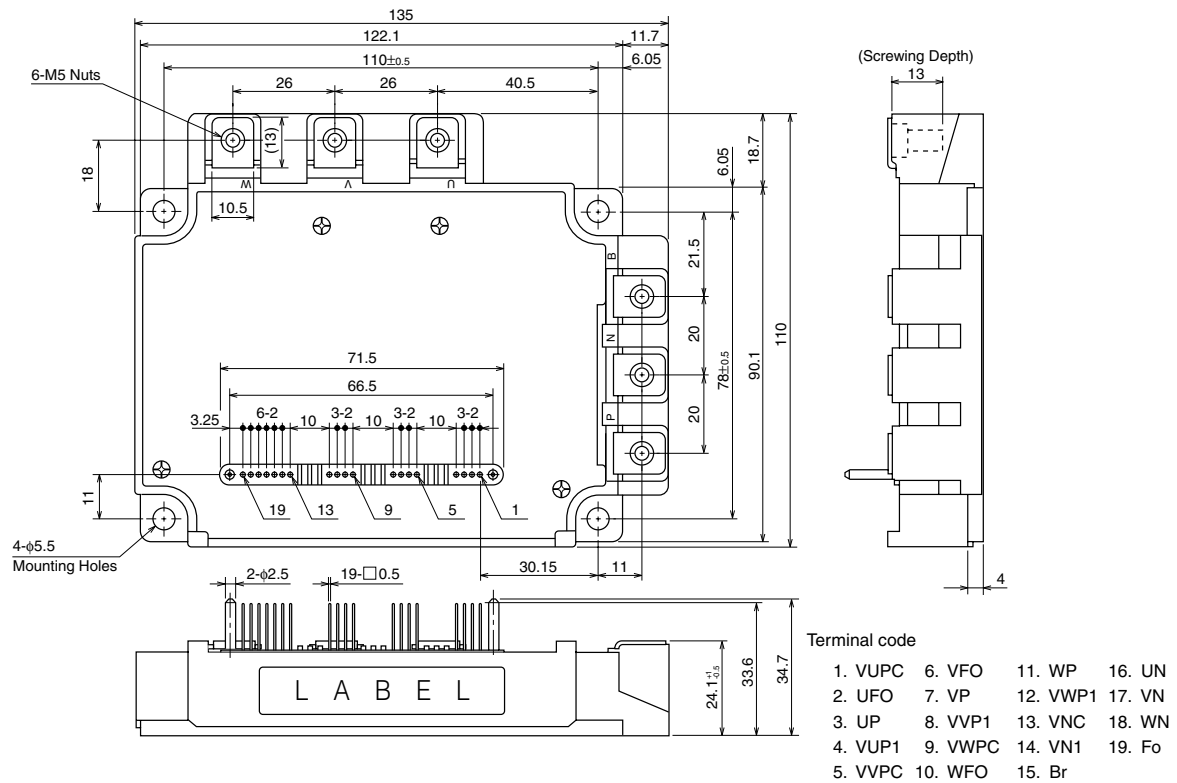 135
122.1
11.7
110±0.5
6.05
6-M5 Nuts
26
26
40.5
(Screwing Depth)
13
(13)
18
18.7
6.05
W
V
U
10.5
B
21.5
N
20
78±0.5
90.1
110
P
20
71.5
66.5
3.25
6-2
10
3-2
10
3-2
10
3-2
11
19
13
9
5
1
4-ϕ5.5
Mounting Holes
30.15
11
4
2-ϕ2.5
19-□0.5
LABEL
24.1 +1 -0.5
33.6
34.7
Terminal code
1. VUPC 6. VFO 11. WP 16. UN
2. UFO 7. VP 12. VWP1 17. VN
3. UP 8. VVP1 13. VNC 18. WN
4. VUP1 9. VWPC 14. VN1 19. Fo
5. VVPC 10. WFO 15. Br